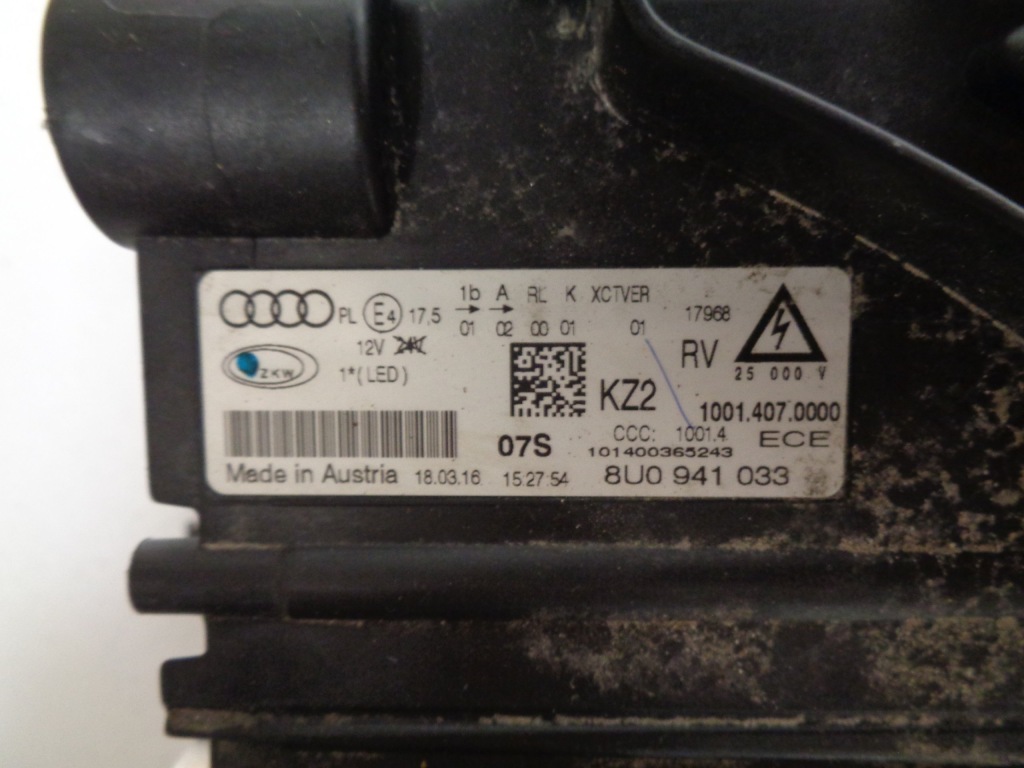 1b A RL K XCTVER
PL E4 17,5 01 02 00 01 01 17968
12V 24V RV
ZKW 1*(LED) 25 000 V
KZ2 1001.407.0000
07S CCC: 1001.4 ECE
101400365243
Made in Austria 18.03.16 15:27:54 8U0 941 033